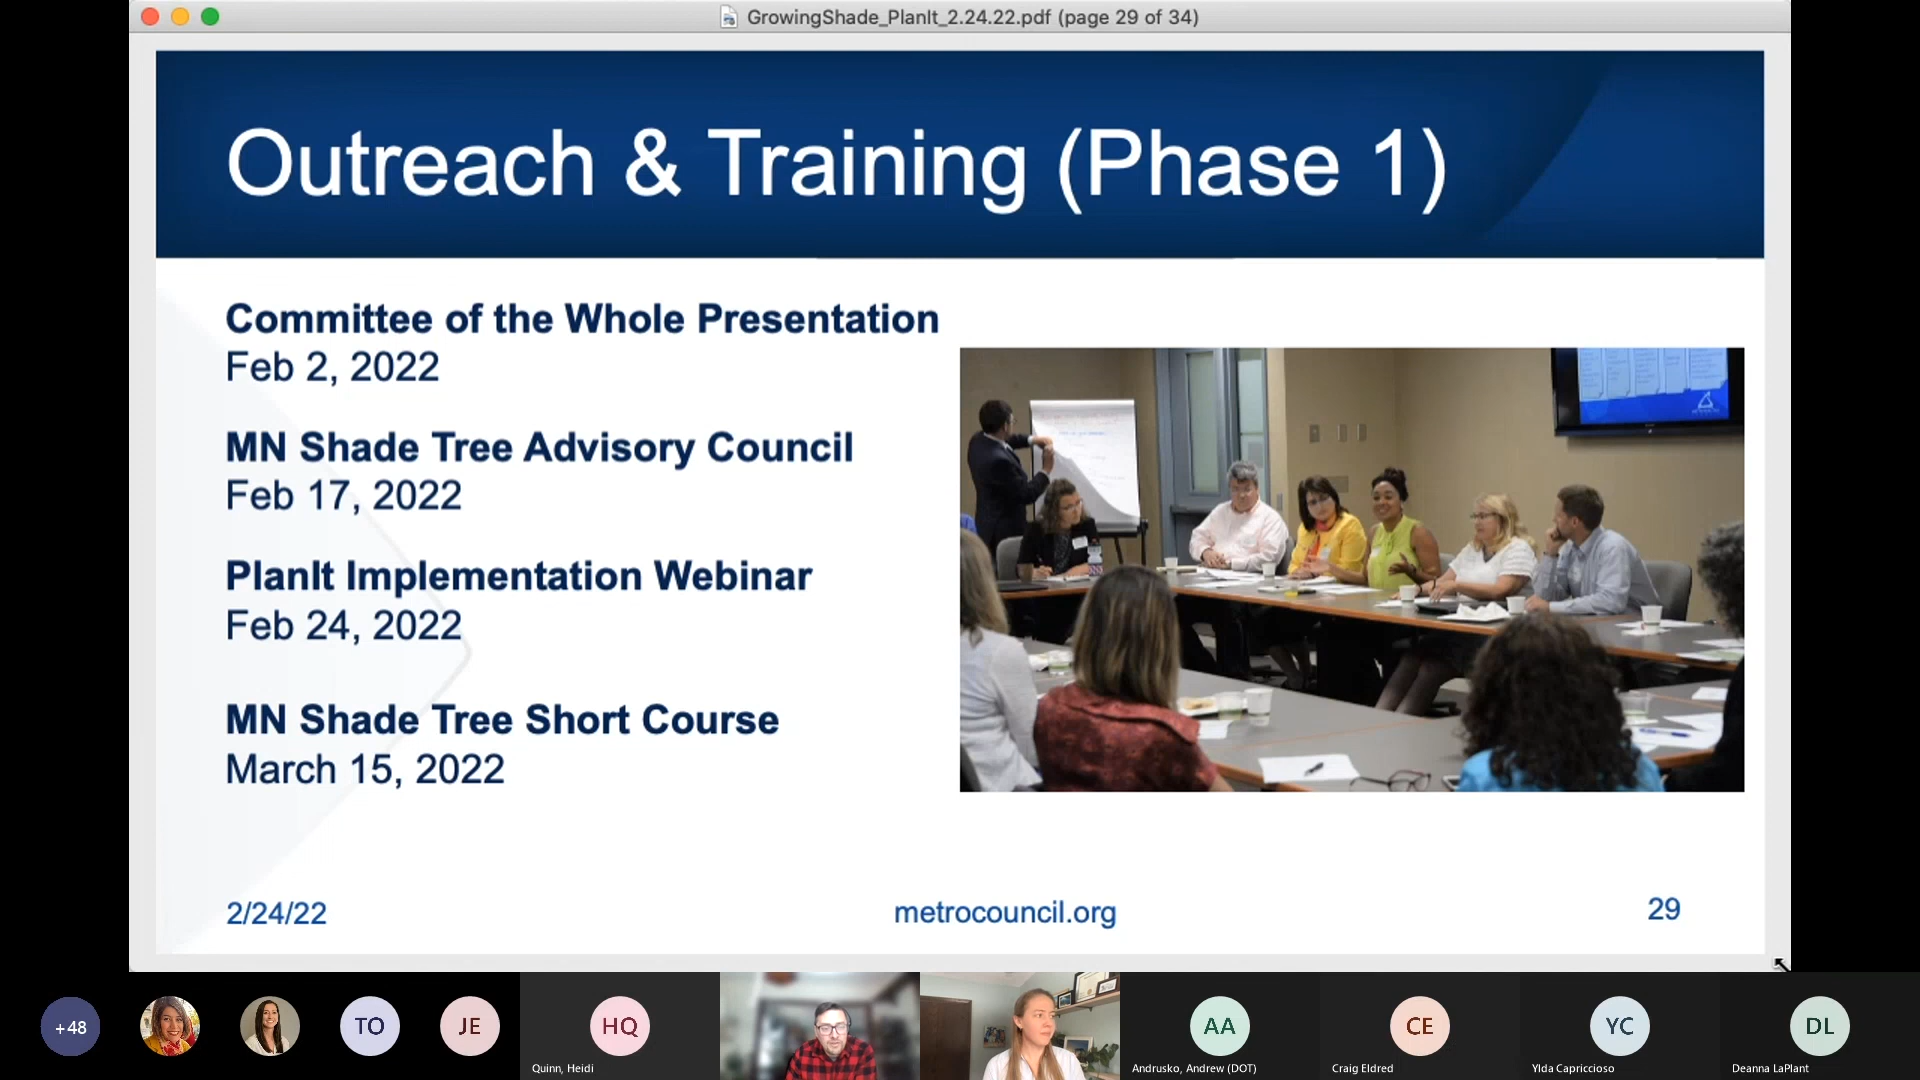 GrowingShade_PlanIt_2.24.22.pdf (page 29 of 34)
Outreach & Training (Phase 1)
Committee of the Whole Presentation
Feb 2, 2022
MN Shade Tree Advisory Council
Feb 17, 2022
PlanIt Implementation Webinar
Feb 24, 2022
MN Shade Tree Short Course
March 15, 2022
2/24/22
metrocouncil.org
29
+48
TO
JE
HQ
Quinn, Heidi
AA
Andrusko, Andrew (DOT)
CE
Craig Eldred
YC
Ylda Capriccioso
DL
Deanna LaPlant